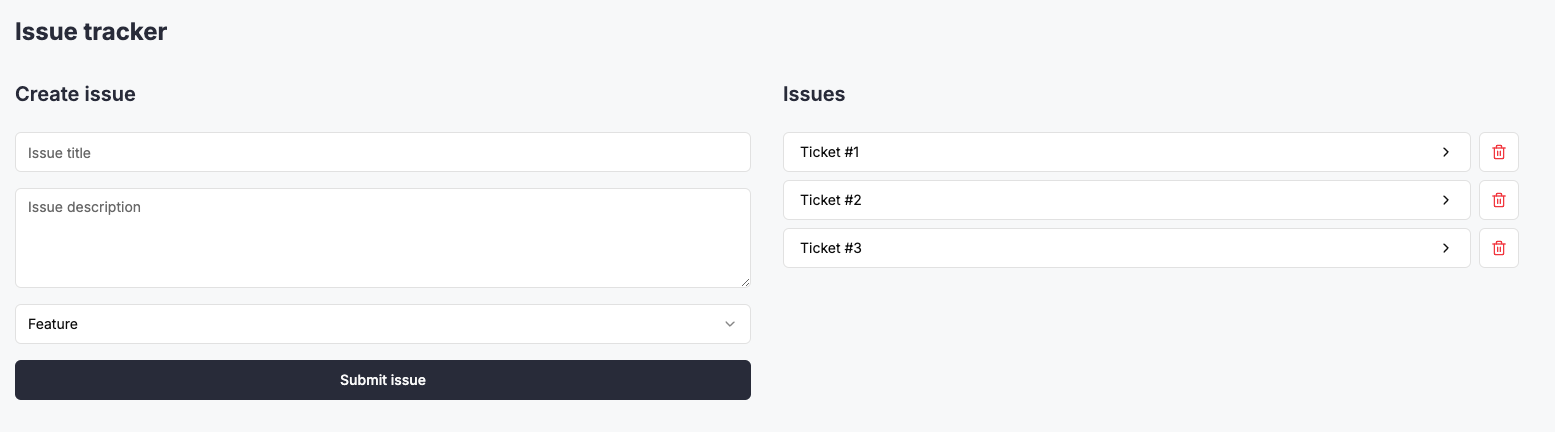 Issue tracker
Create issue
Issue title
Issue description
Feature
Submit issue
Issues
Ticket #1
Ticket #2
Ticket #3